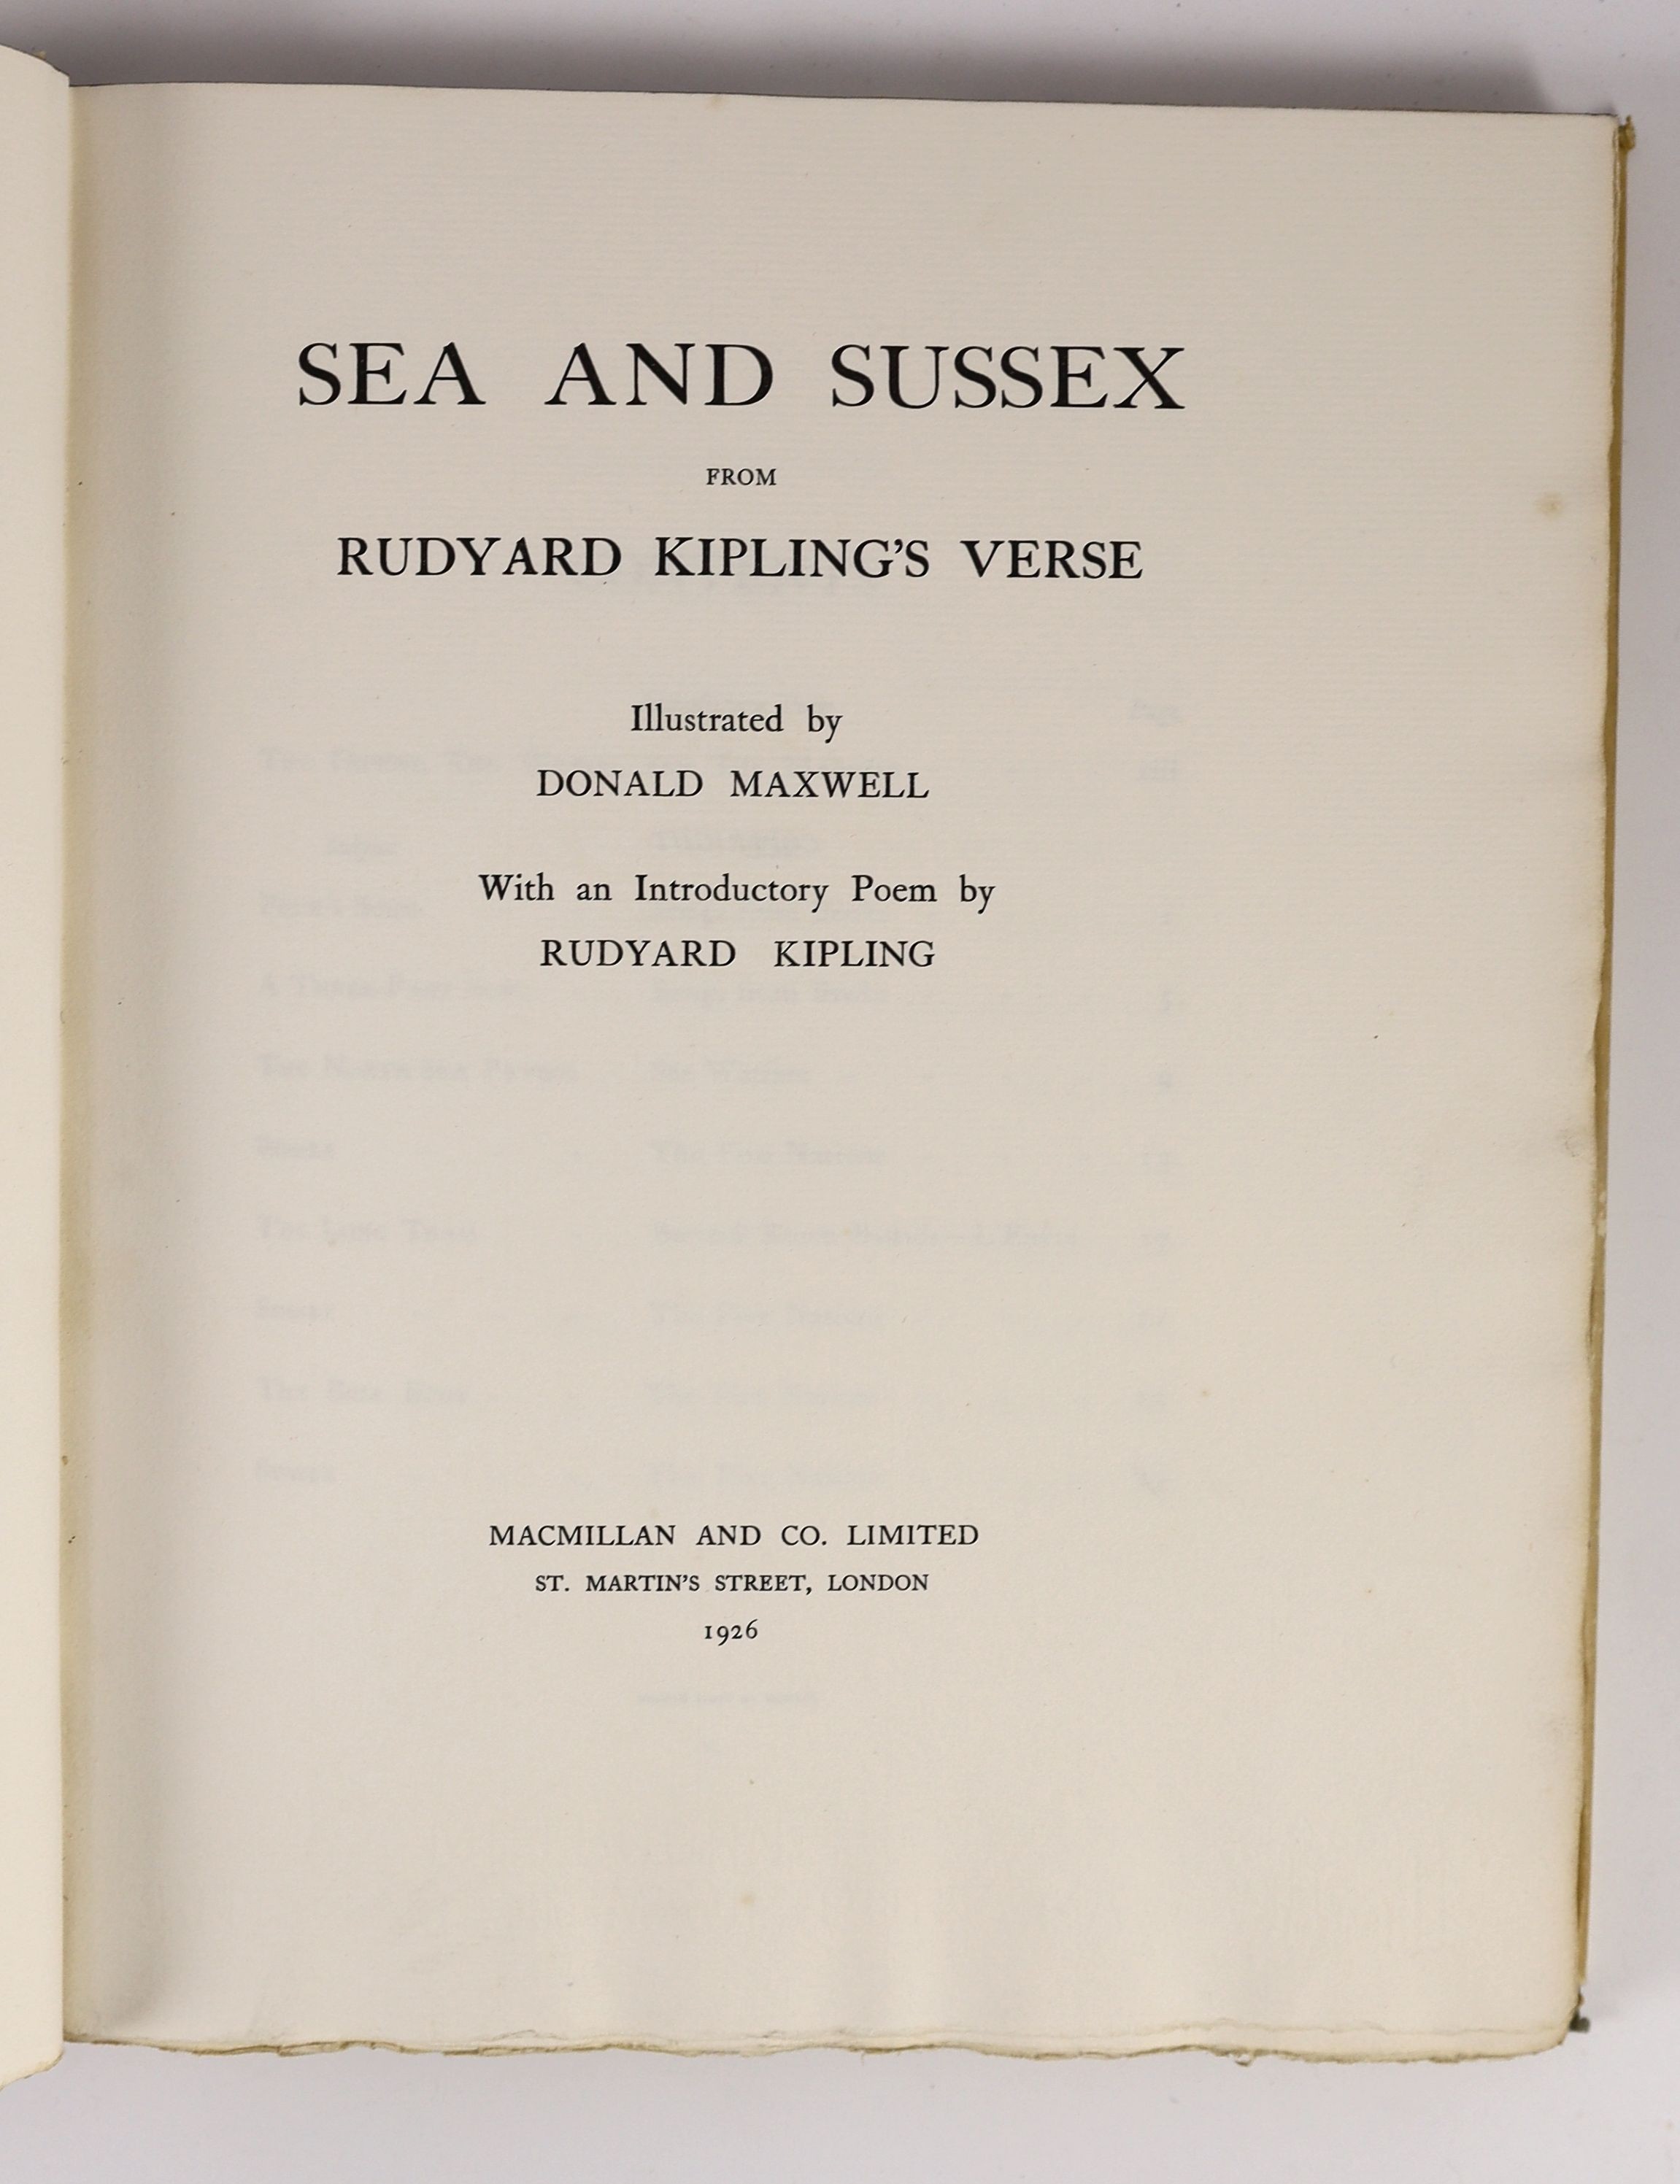 SEA AND SUSSEX
FROM
RUDYARD KIPLING’S VERSE
Illustrated by
DONALD MAXWELL
With an Introductory Poem by
RUDYARD KIPLING
MACMILLAN AND CO. LIMITED
ST. MARTIN’S STREET, LONDON
1926